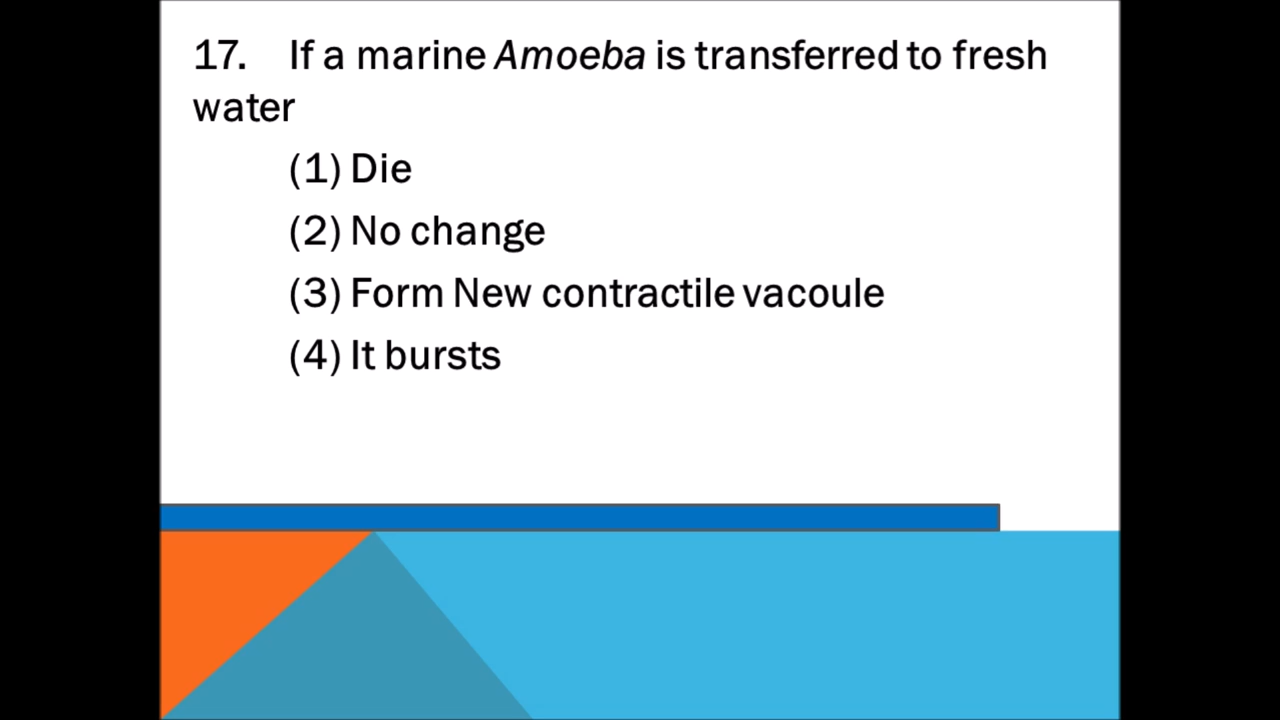 17. If a marine Amoeba is transferred to fresh
water
(1) Die
(2) No change
(3) Form New contractile vacoule
(4) It bursts